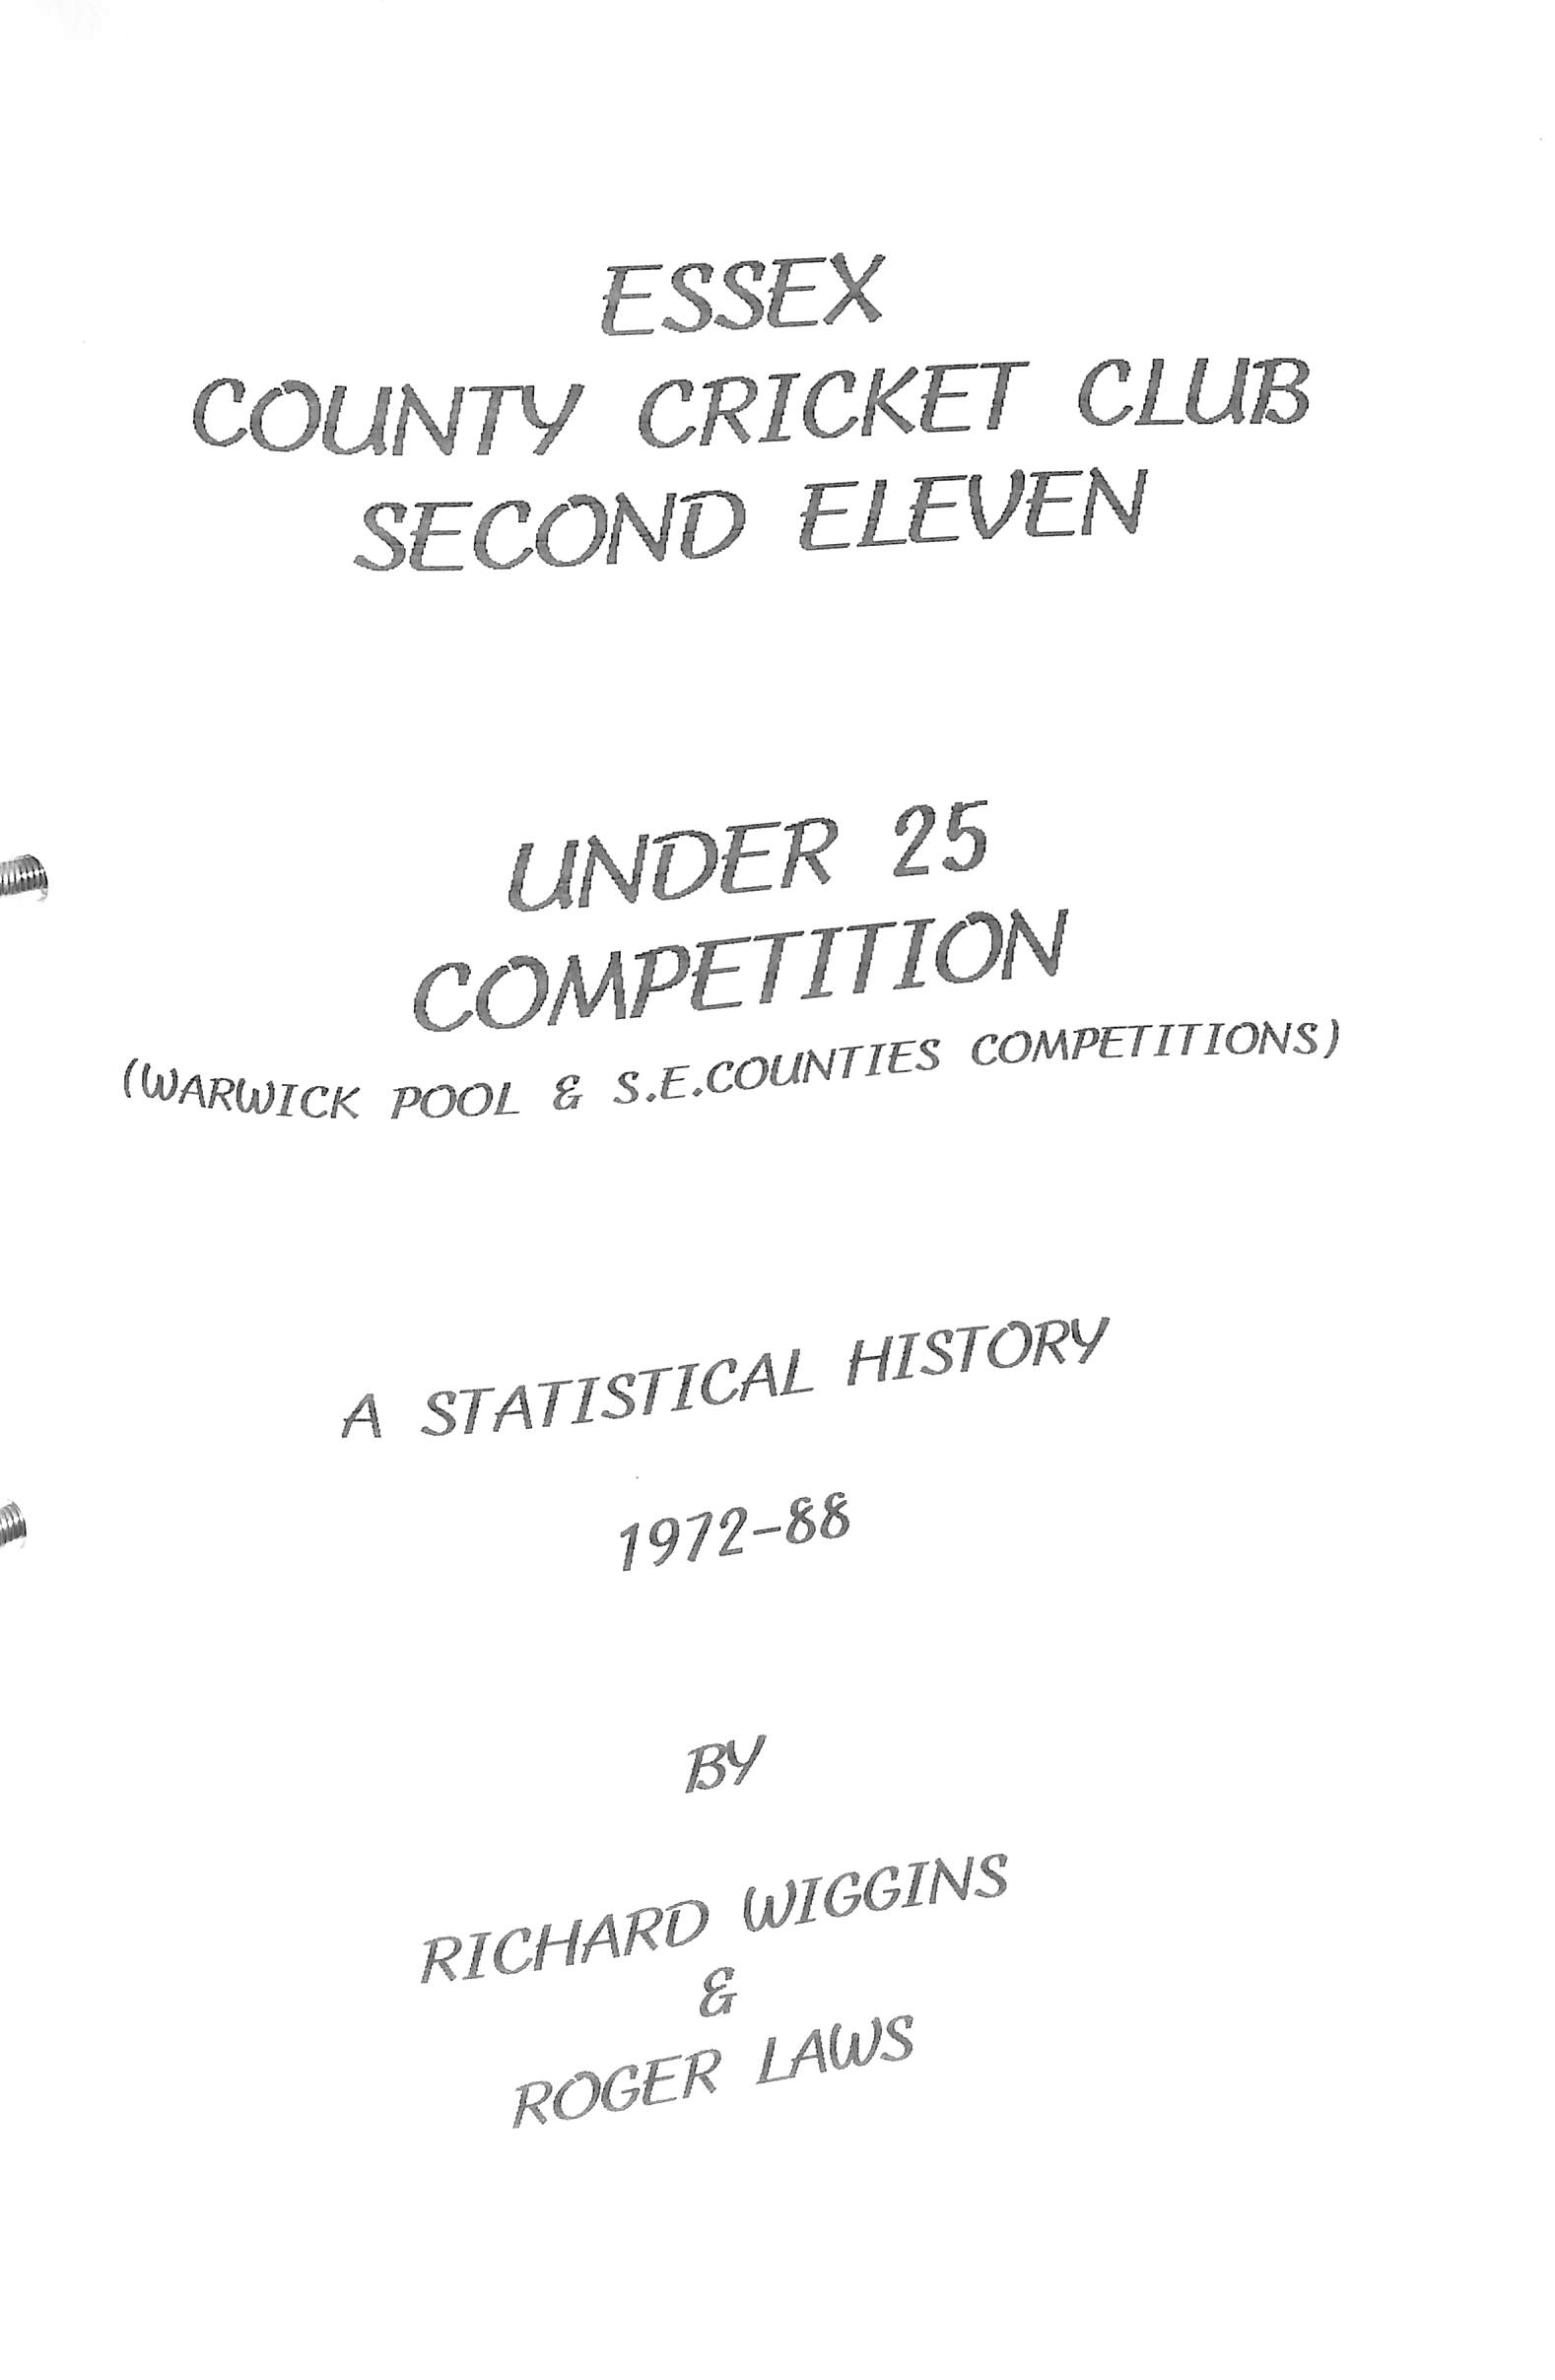 ESSEX
COUNTY CRICKET CLUB
SECOND ELEVEN
UNDER 25
COMPETITION
(WARWICK POOL & S.E.COUNTIES COMPETITIONS)
A STATISTICAL HISTORY
1972-88
BY
RICHARD WIGGINS
&
ROGER LAWS